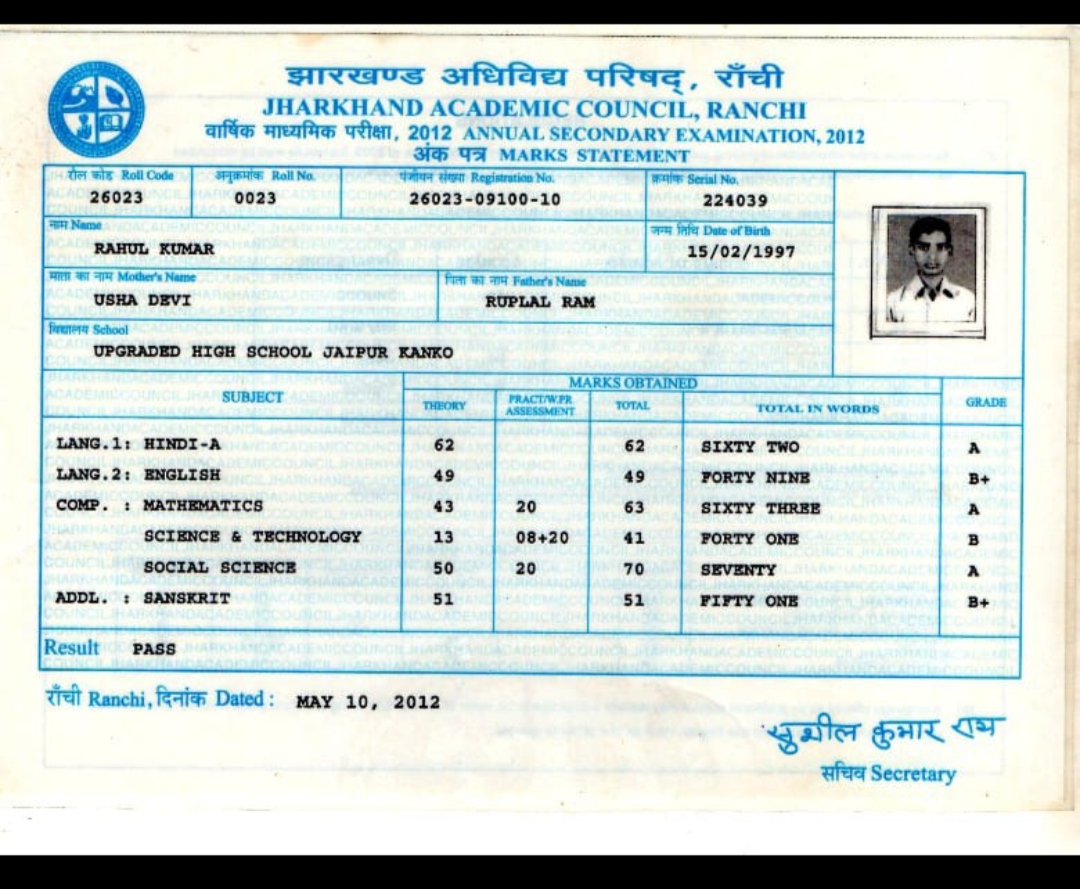 झारखण्ड अधिविद्य परिषद्, राँची
JHARKHAND ACADEMIC COUNCIL, RANCHI
वार्षिक माध्यमिक परीक्षा, 2012 ANNUAL SECONDARY EXAMINATION, 2012
अंक पत्र MARKS STATEMENT
रौल कोड Roll Code अनुक्रमांक Roll No. पंजीयन संख्या Registration No. क्रमांक Serial No.
26023 0023 26023-09100-10 224039
नाम Name जन्म तिथि Date of Birth
RAHUL KUMAR 15/02/1997
माता का नाम Mother's Name पिता का नाम Father's Name
USHA DEVI RUPLAL RAM
विद्यालय School
UPGRADED HIGH SCHOOL JAIPUR KANKO
SUBJECT MARKS OBTAINED GRADE
THEORY PRACT/W.PR ASSESSMENT TOTAL TOTAL IN WORDS
LANG.1: HINDI-A 62 62 SIXTY TWO A
LANG.2: ENGLISH 49 49 FORTY NINE B+
COMP. : MATHEMATICS 43 20 63 SIXTY THREE A
SCIENCE & TECHNOLOGY 13 08+20 41 FORTY ONE B
SOCIAL SCIENCE 50 20 70 SEVENTY A
ADDL. : SANSKRIT 51 51 FIFTY ONE B+
Result PASS
राँची Ranchi, दिनांक Dated : MAY 10, 2012
सुशील कुमार राय
सचिव Secretary